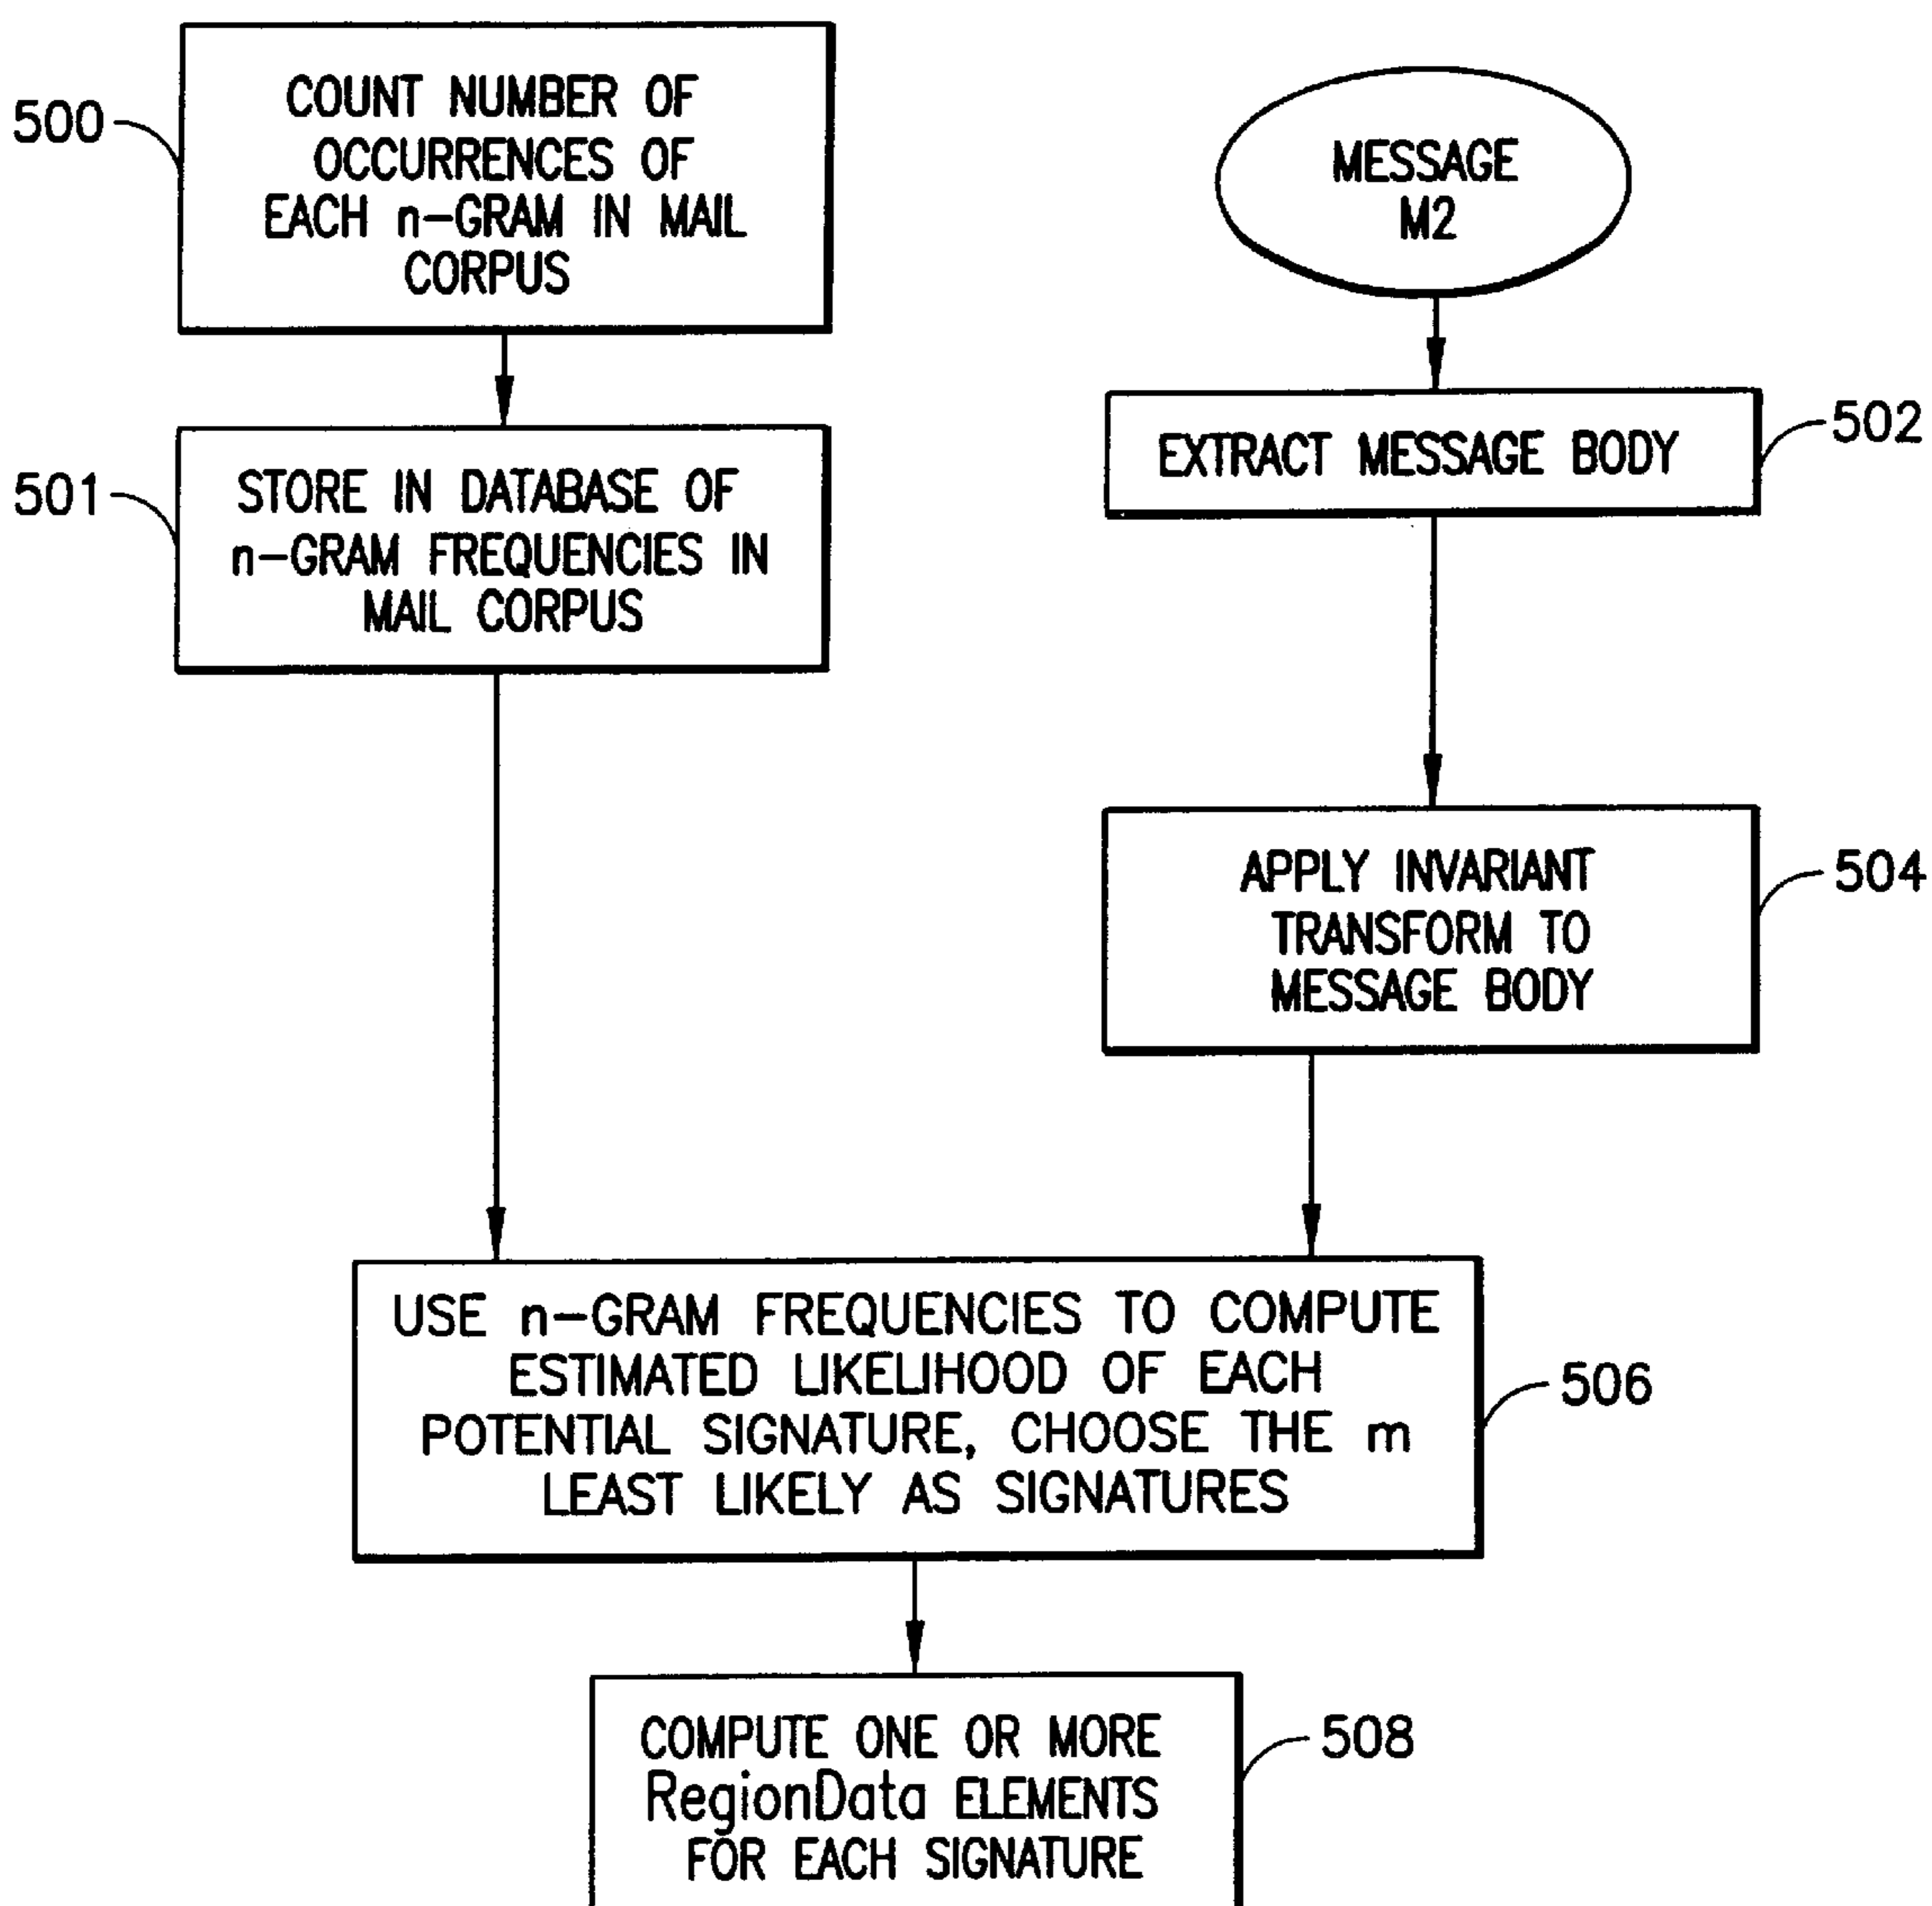 500
COUNT NUMBER OF
OCCURRENCES OF
EACH n-GRAM IN MAIL
CORPUS
MESSAGE
M2
501
STORE IN DATABASE OF
n-GRAM FREQUENCIES IN
MAIL CORPUS
EXTRACT MESSAGE BODY
502
APPLY INVARIANT
TRANSFORM TO
MESSAGE BODY
504
USE n-GRAM FREQUENCIES TO COMPUTE
ESTIMATED LIKELIHOOD OF EACH
POTENTIAL SIGNATURE, CHOOSE THE m
LEAST LIKELY AS SIGNATURES
506
COMPUTE ONE OR MORE
RegionData ELEMENTS
FOR EACH SIGNATURE
508